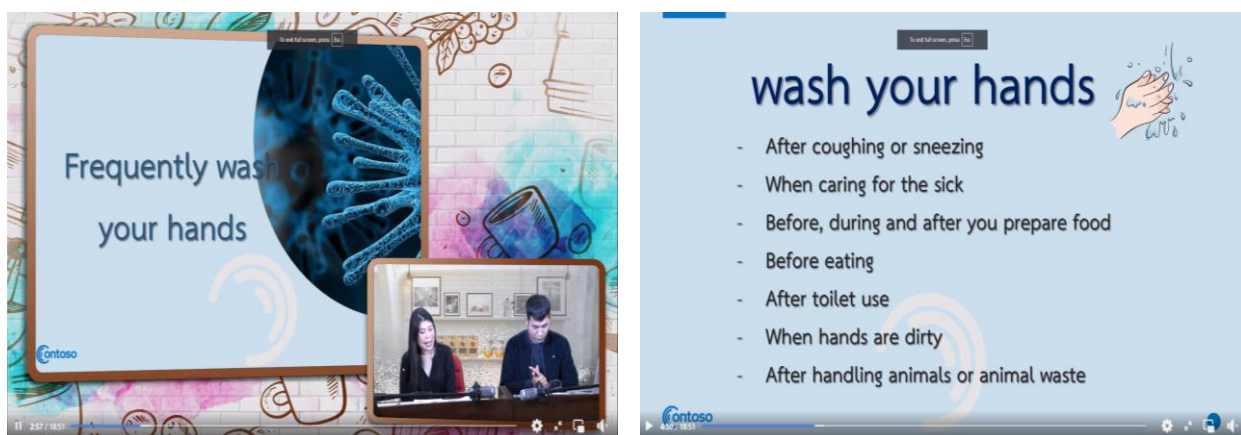 To exit full screen, press Esc
Frequently wash
your hands
Contoso
2:57 / 18:51
To exit full screen, press Esc
wash your hands
- After coughing or sneezing
- When caring for the sick
- Before, during and after you prepare food
- Before eating
- After toilet use
- When hands are dirty
- After handling animals or animal waste
Contoso
18:51